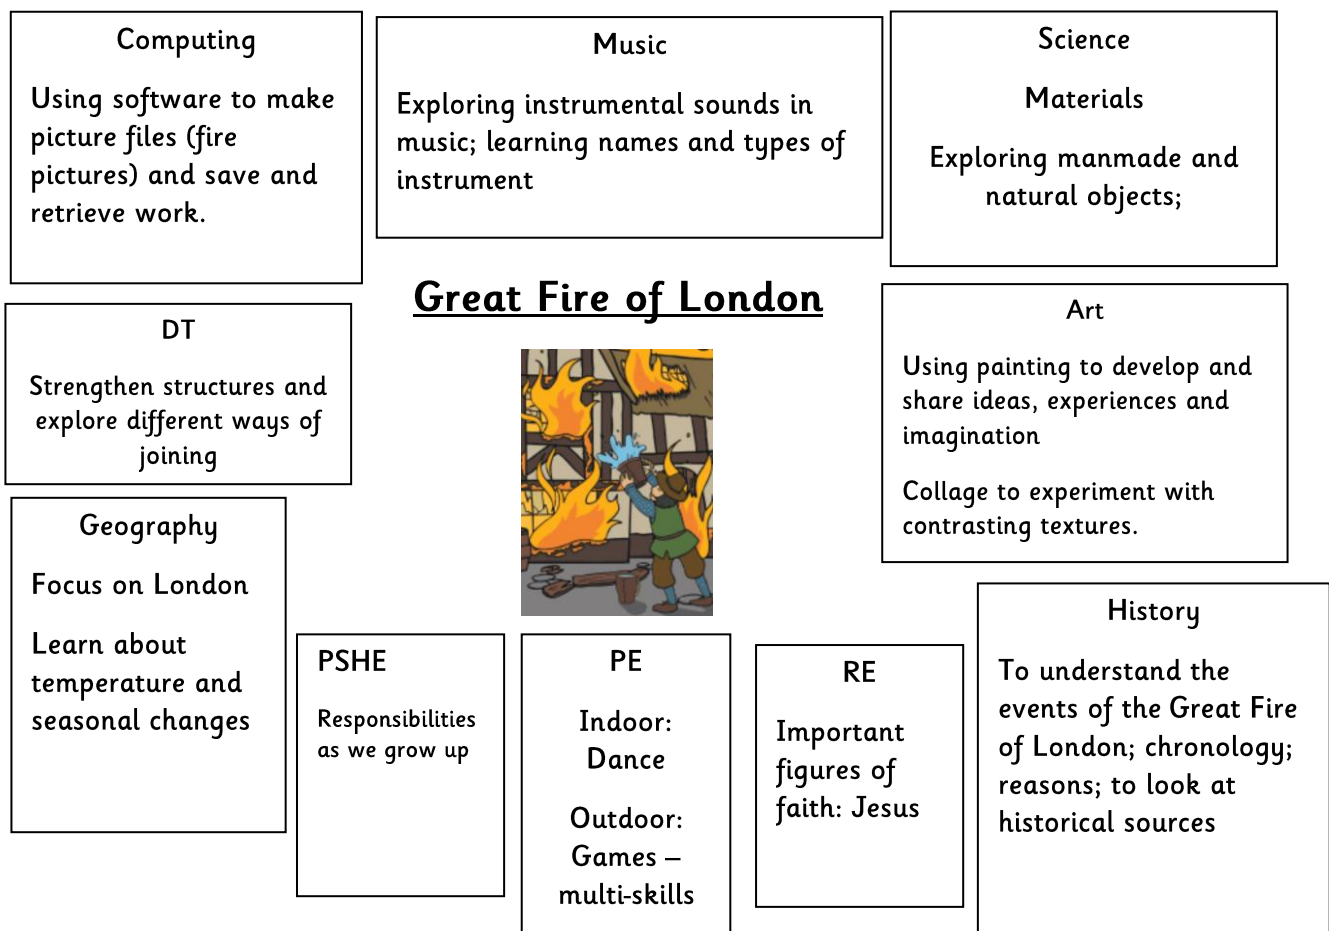 Computing
Using software to make
picture files (fire
pictures) and save and
retrieve work.
Music
Exploring instrumental sounds in
music; learning names and types of
instrument
Science
Materials
Exploring manmade and
natural objects;
Great Fire of London
DT
Strengthen structures and
explore different ways of
joining
Art
Using painting to develop and
share ideas, experiences and
imagination
Collage to experiment with
contrasting textures.
Geography
Focus on London
Learn about
temperature and
seasonal changes
PSHE
Responsibilities
as we grow up
PE
Indoor:
Dance
Outdoor:
Games –
multi-skills
RE
Important
figures of
faith: Jesus
History
To understand the
events of the Great Fire
of London; chronology;
reasons; to look at
historical sources